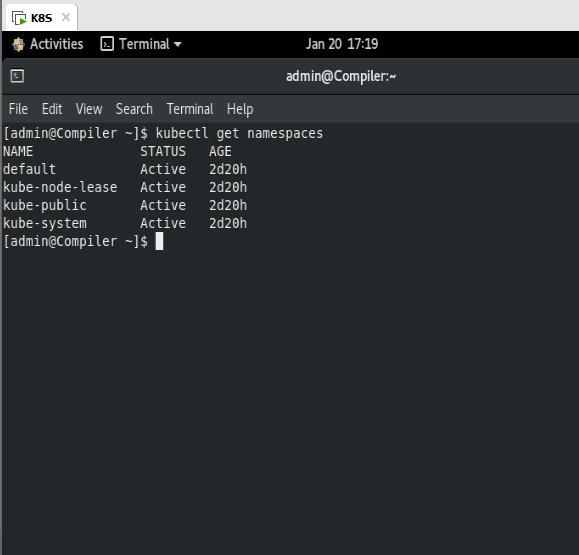 K8S
Activities Terminal Jan 20 17:19
admin@Compiler:~
File Edit View Search Terminal Help
[admin@Compiler ~]$ kubectl get namespaces
NAME STATUS AGE
default Active 2d20h
kube-node-lease Active 2d20h
kube-public Active 2d20h
kube-system Active 2d20h
[admin@Compiler ~]$